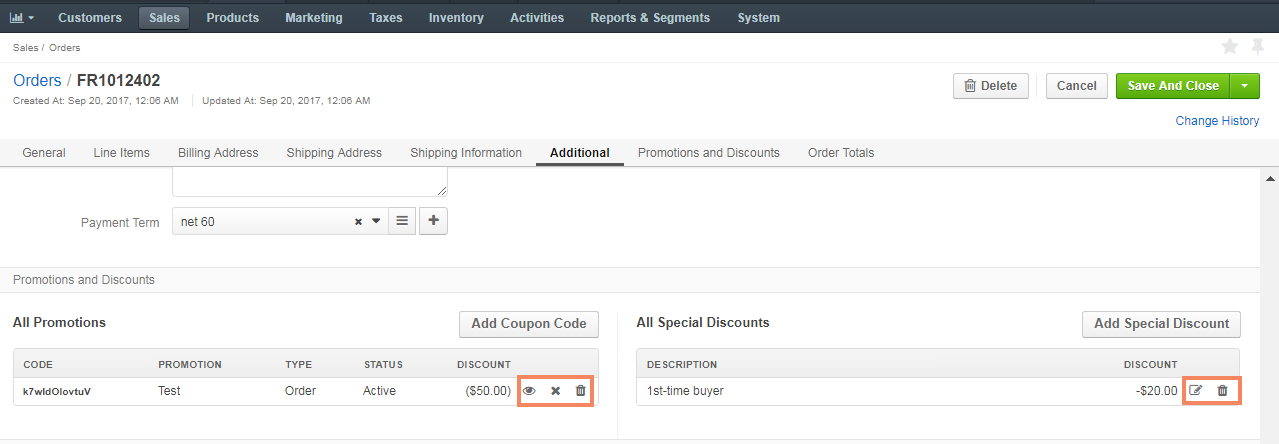 Customers Sales Products Marketing Taxes Inventory Activities Reports & Segments System
Sales / Orders
Orders / FR1012402
Delete Cancel Save And Close
Created At: Sep 20, 2017, 12:06 AM Updated At: Sep 20, 2017, 12:06 AM
Change History
General Line Items Billing Address Shipping Address Shipping Information Additional Promotions and Discounts Order Totals
Payment Term net 60
Promotions and Discounts
All Promotions Add Coupon Code
CODE PROMOTION TYPE STATUS DISCOUNT
k7wldOlovtuV Test Order Active ($50.00)
All Special Discounts Add Special Discount
DESCRIPTION DISCOUNT
1st-time buyer -$20.00